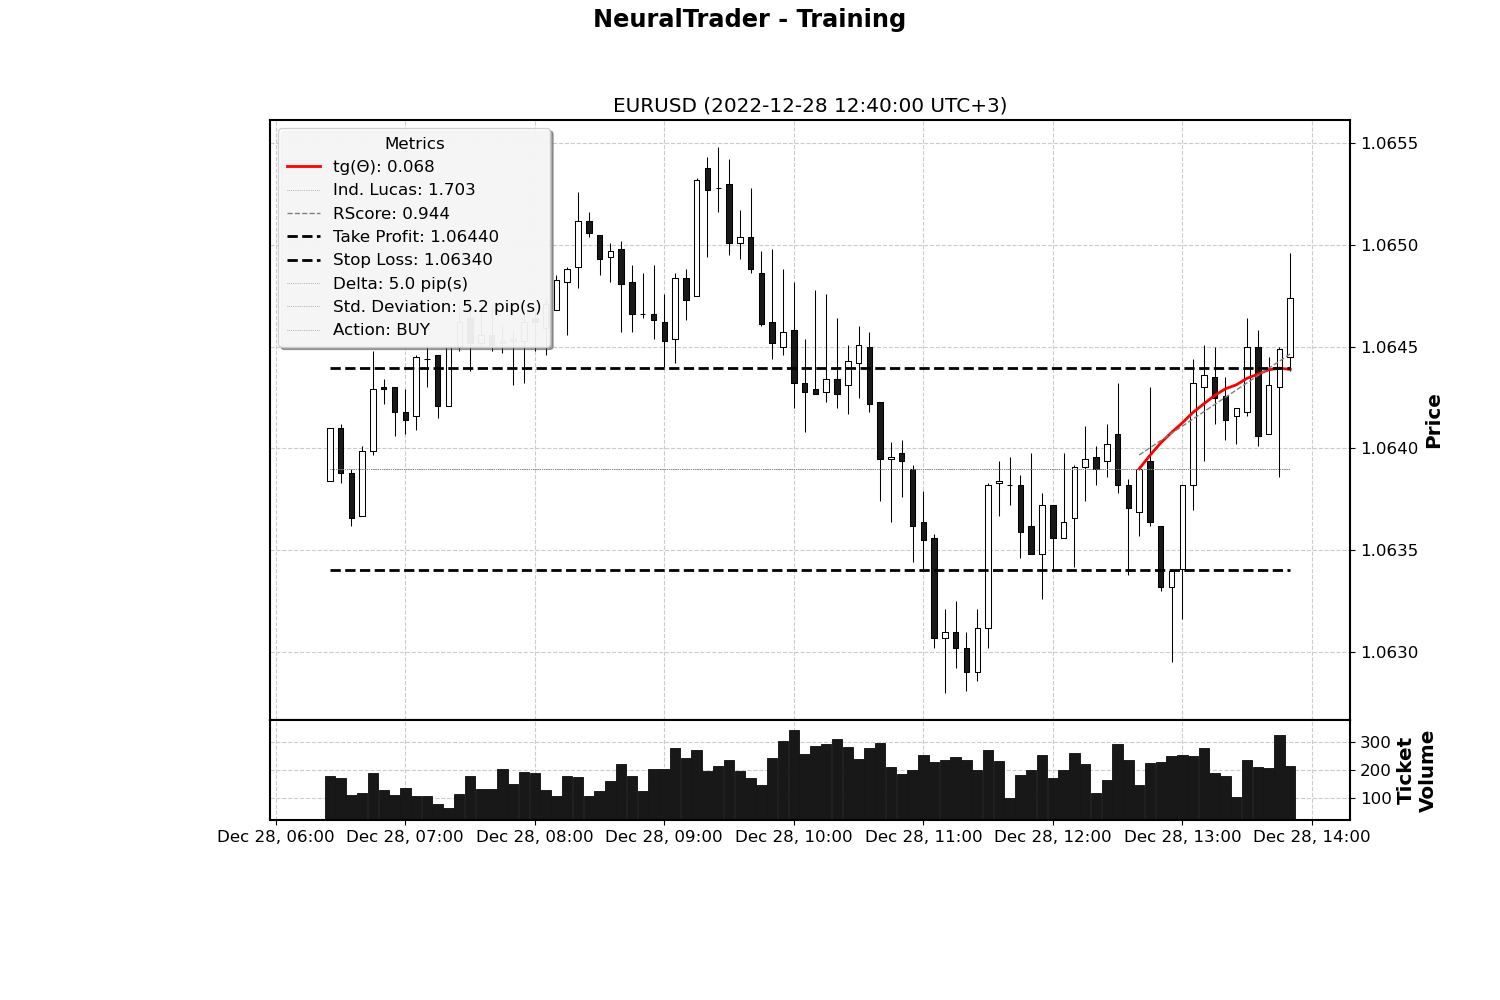 NeuralTrader - Training
EURUSD (2022-12-28 12:40:00 UTC+3)
Metrics
tg(Θ): 0.068
Ind. Lucas: 1.703
RScore: 0.944
Take Profit: 1.06440
Stop Loss: 1.06340
Delta: 5.0 pip(s)
Std. Deviation: 5.2 pip(s)
Action: BUY
1.0655
1.0650
1.0645
1.0640
1.0635
1.0630
Price
300
200
100
Ticket
Volume
Dec 28, 06:00 Dec 28, 07:00 Dec 28, 08:00 Dec 28, 09:00 Dec 28, 10:00 Dec 28, 11:00 Dec 28, 12:00 Dec 28, 13:00 Dec 28, 14:00